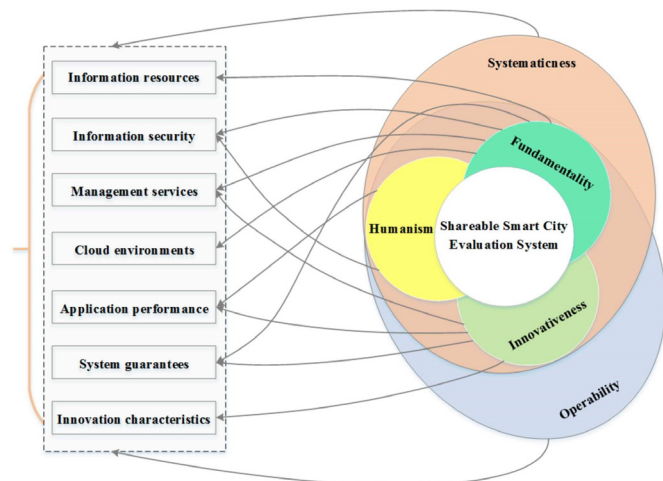 Information resources
Information security
Management services
Cloud environments
Application performance
System guarantees
Innovation characteristics
Systematicness
Fundamentality
Humanism
Shareable Smart City
Evaluation System
Innovativeness
Operability